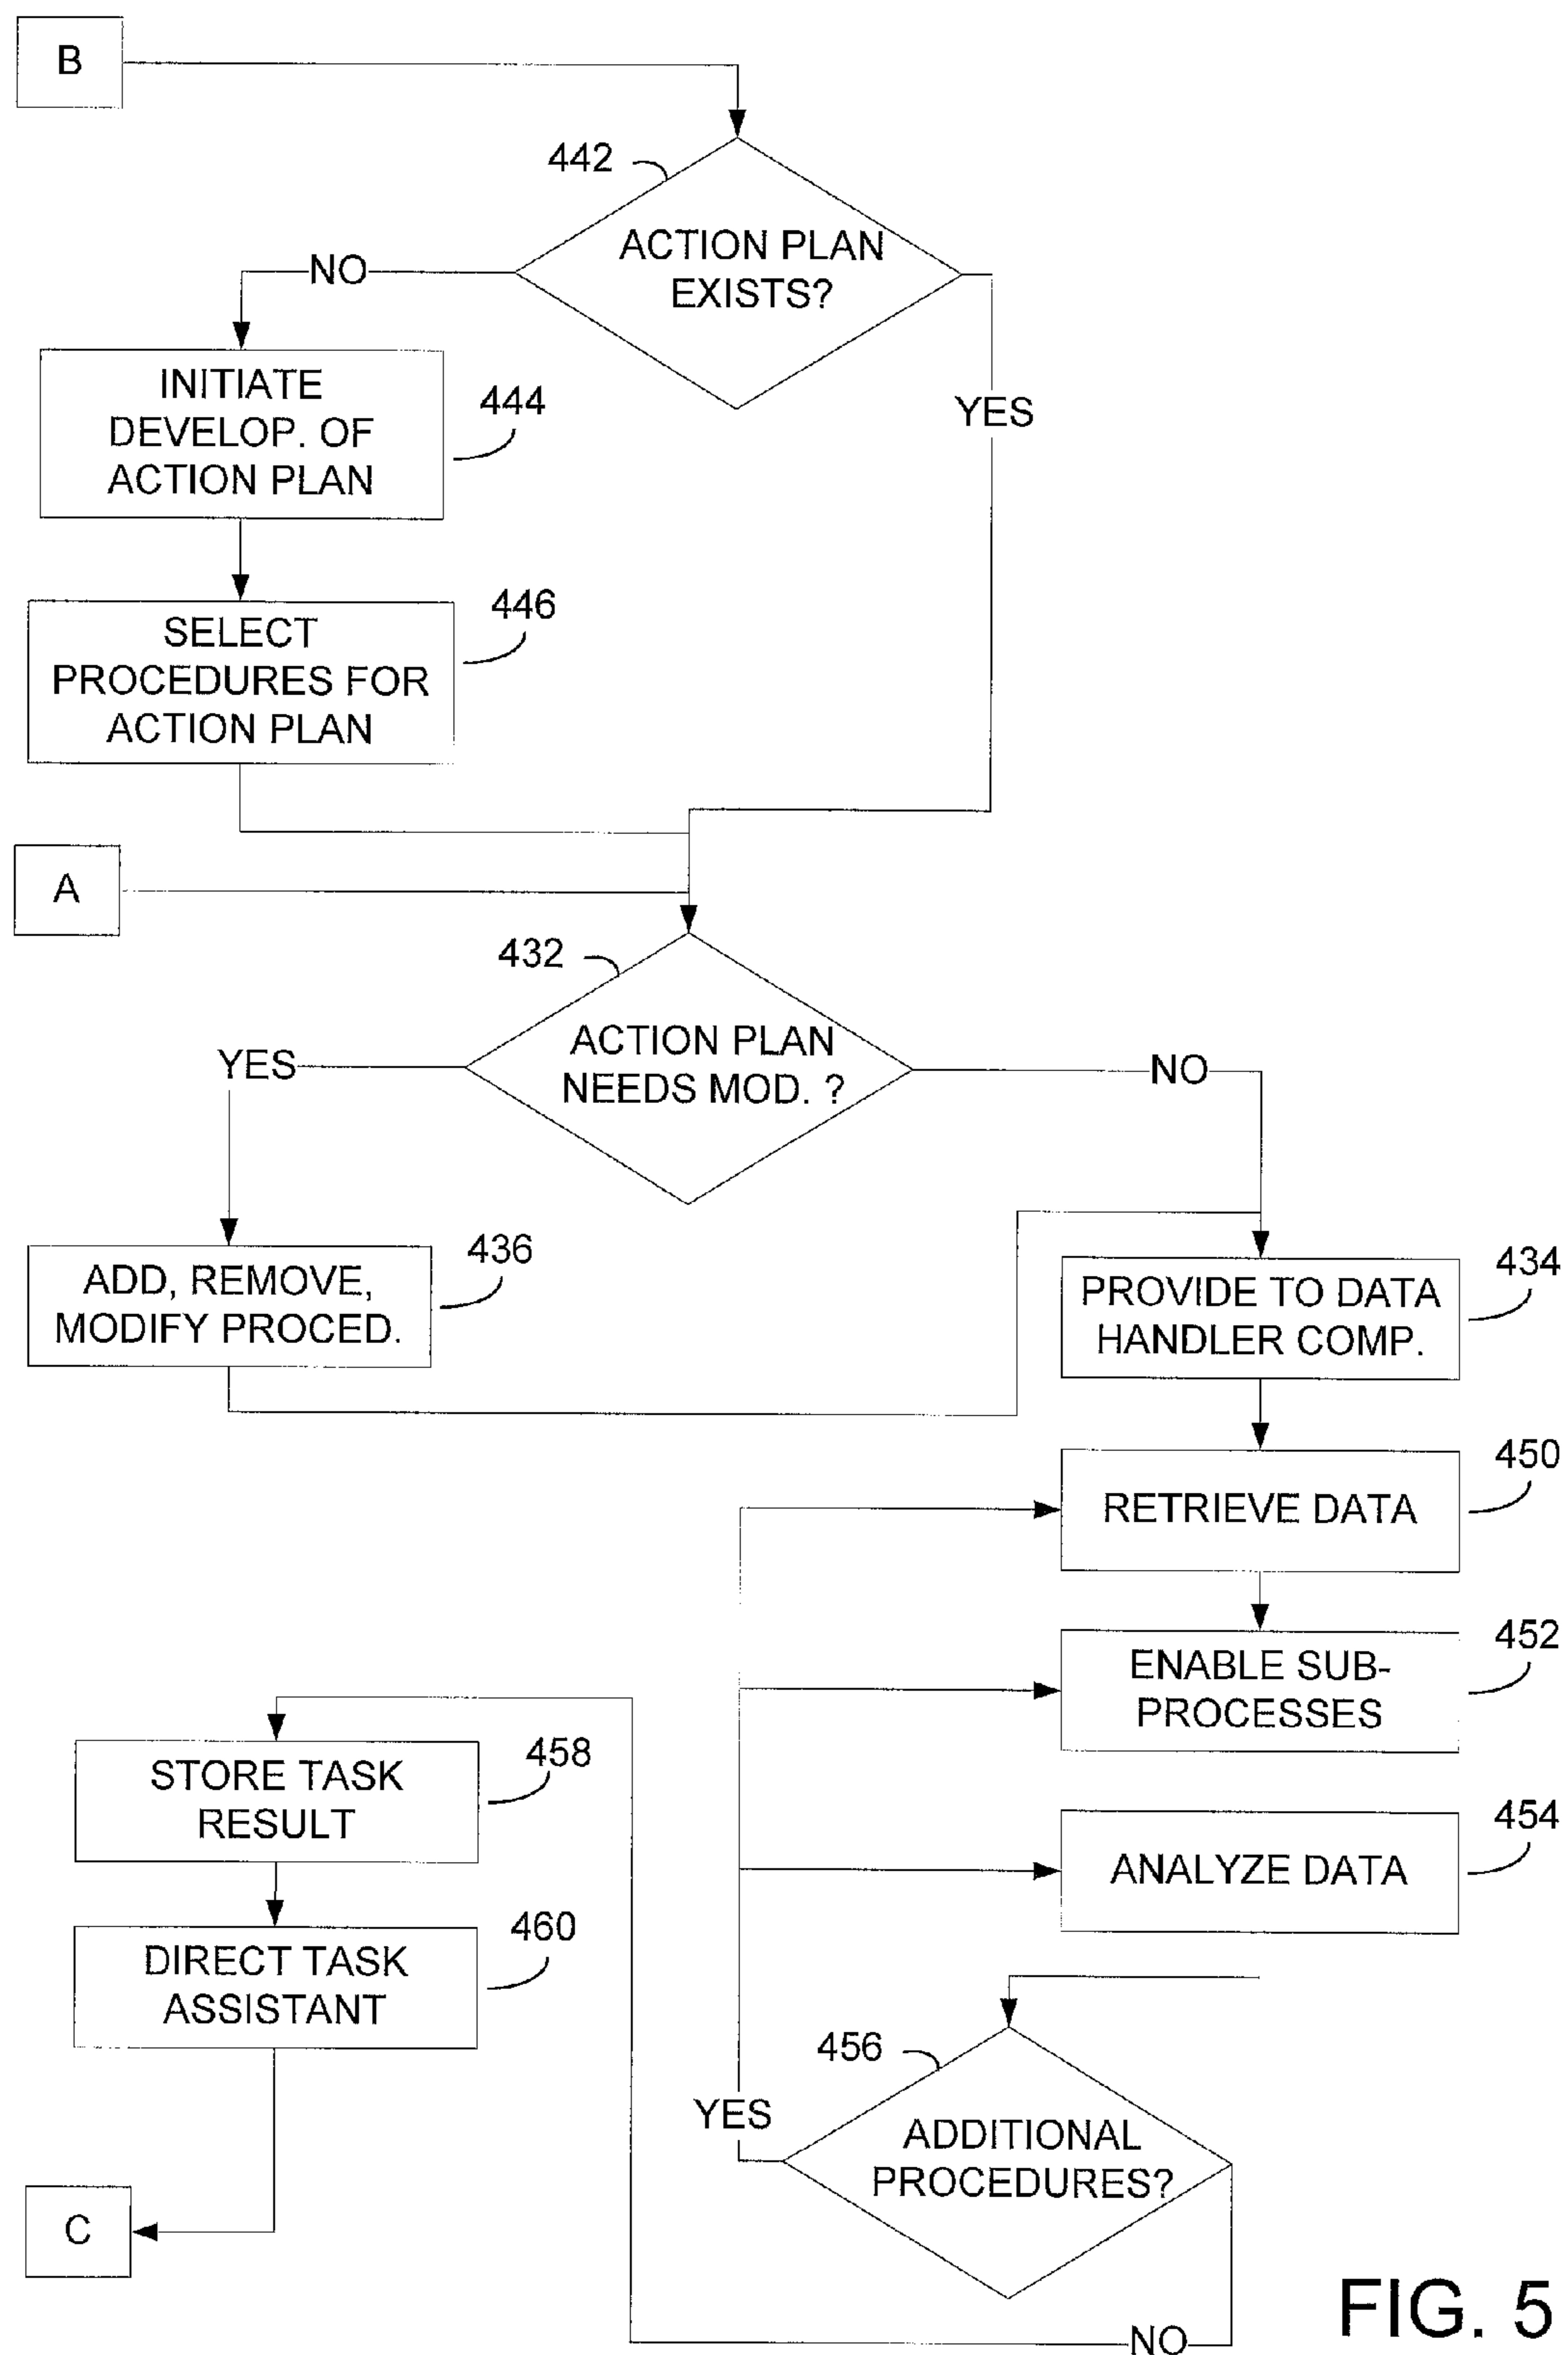 B
442
ACTION PLAN
EXISTS?
NO
YES
INITIATE
DEVELOP. OF
ACTION PLAN
444
SELECT
PROCEDURES FOR
ACTION PLAN
446
A
432
ACTION PLAN
NEEDS MOD. ?
YES
NO
ADD, REMOVE,
MODIFY PROCED.
436
PROVIDE TO DATA
HANDLER COMP.
434
RETRIEVE DATA
450
ENABLE SUB-
PROCESSES
452
STORE TASK
RESULT
458
ANALYZE DATA
454
DIRECT TASK
ASSISTANT
460
456
ADDITIONAL
PROCEDURES?
YES
NO
C
FIG. 5